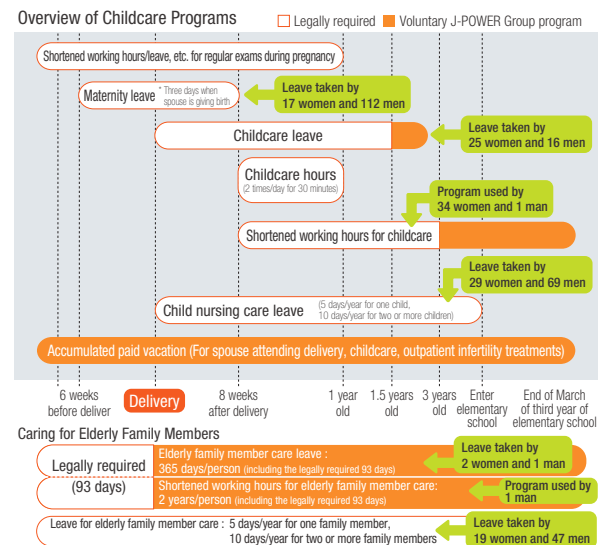 Overview of Childcare Programs
Legally required
Voluntary J-POWER Group program
Shortened working hours/leave, etc. for regular exams during pregnancy
Maternity leave
* Three days when
spouse is giving birth
Leave taken by
17 women and 112 men
Childcare leave
Leave taken by
25 women and 16 men
Childcare hours
(2 times/day for 30 minutes)
Program used by
34 women and 1 man
Shortened working hours for childcare
Leave taken by
29 women and 69 men
Child nursing care leave
(5 days/year for one child,
10 days/year for two or more children)
Accumulated paid vacation (For spouse attending delivery, childcare, outpatient infertility treatments)
6 weeks
before deliver
Delivery
8 weeks
after delivery
1 year
old
1.5 years
old
3 years
old
Enter
elementary
school
End of March
of third year of
elementary school
Caring for Elderly Family Members
Legally required
(93 days)
Elderly family member care leave :
365 days/person (including the legally required 93 days)
Leave taken by
2 women and 1 man
Shortened working hours for elderly family member care:
2 years/person (Including the legally required 93 days)
Program used by
1 man
Leave for elderly family member care : 5 days/year for one family member,
10 days/year for two or more family members
Leave taken by
19 women and 47 men